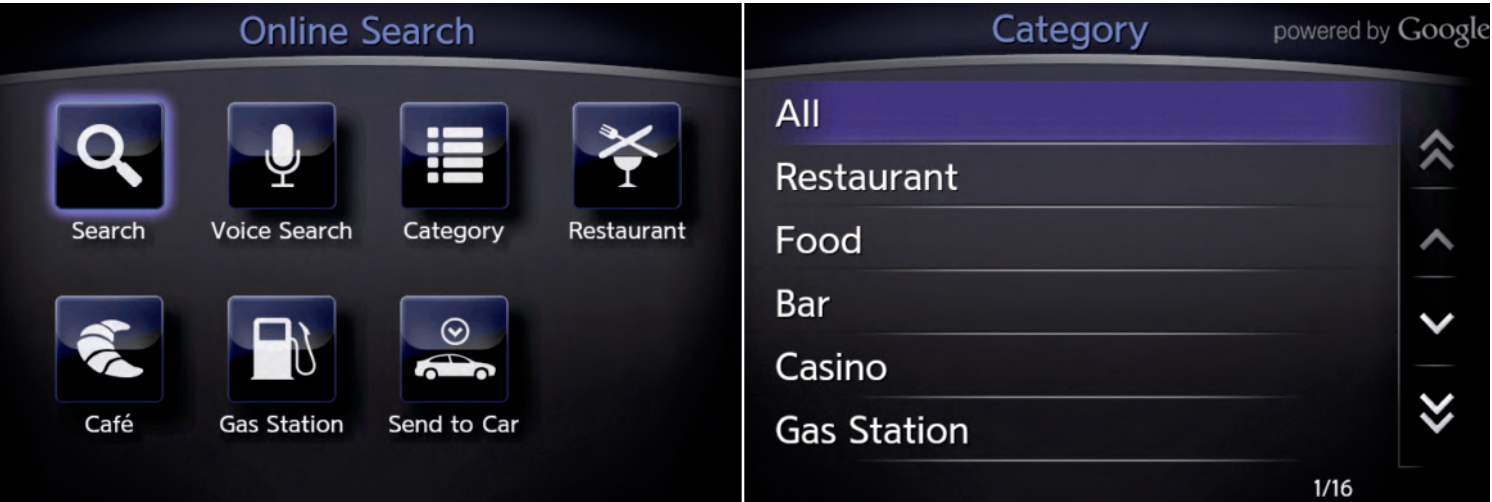 Online Search
Search
Voice Search
Category
Restaurant
Café
Gas Station
Send to Car
Category
powered by Google
All
Restaurant
Food
Bar
Casino
Gas Station
1/16